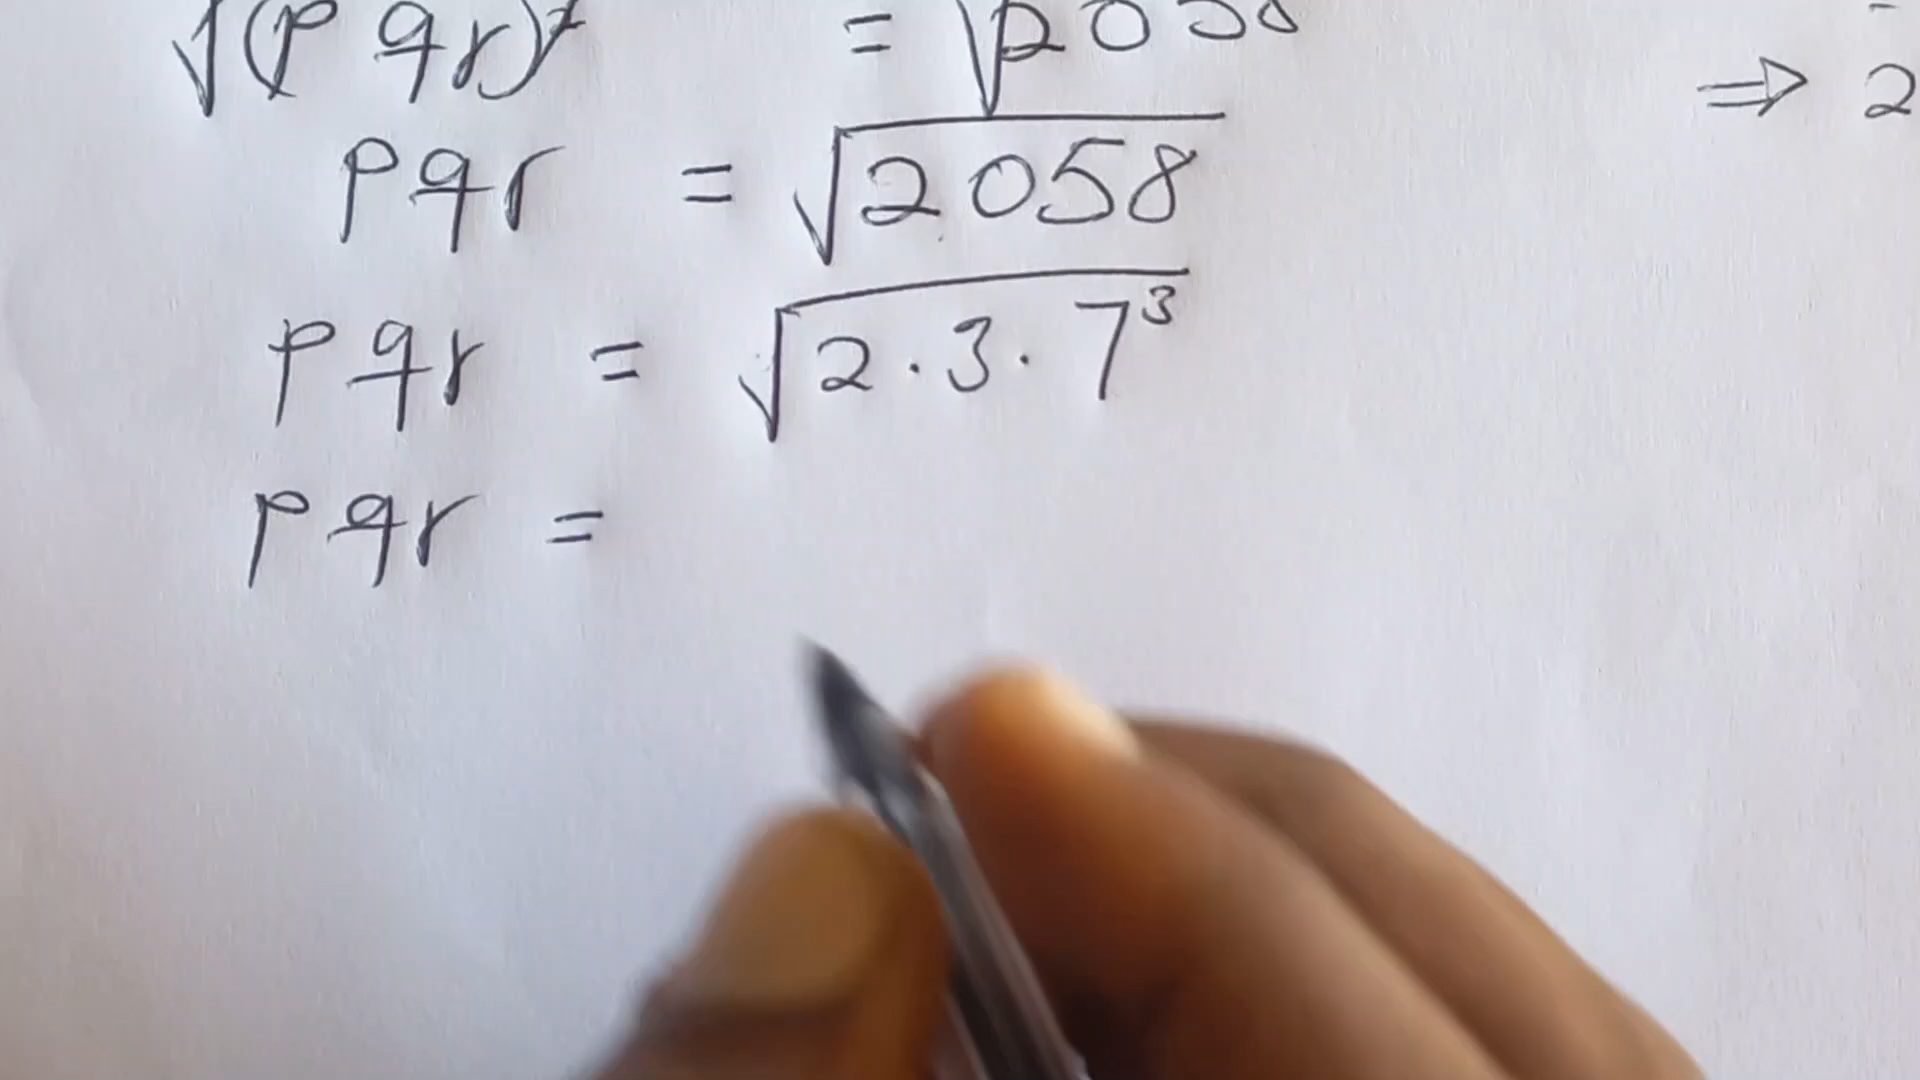 √(pqr)² = √2058
⇒ 2
pqr = √2058
pqr = √2·3·7³
pqr =